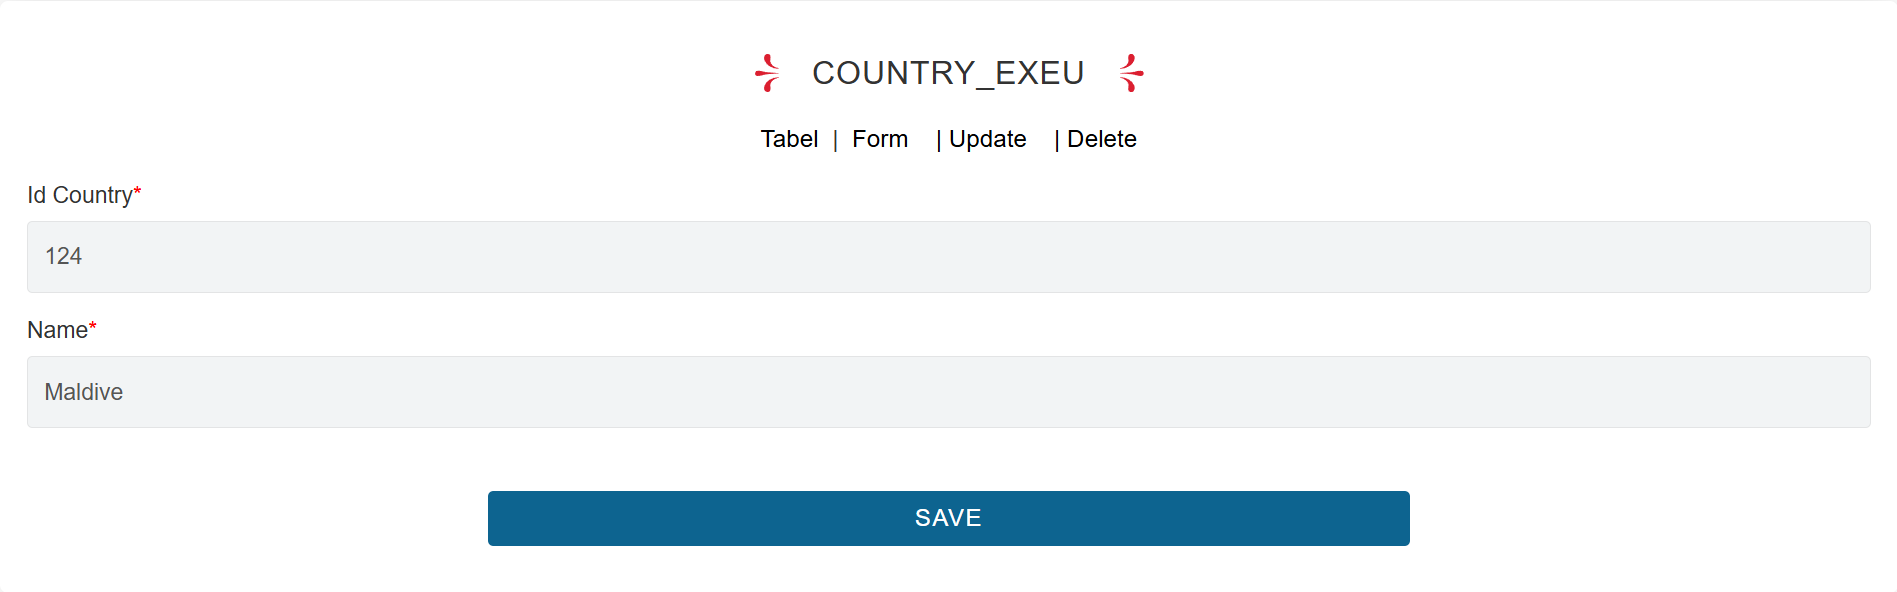 COUNTRY_EXEU
Tabel | Form | Update | Delete
Id Country*
124
Name*
Maldive
SAVE